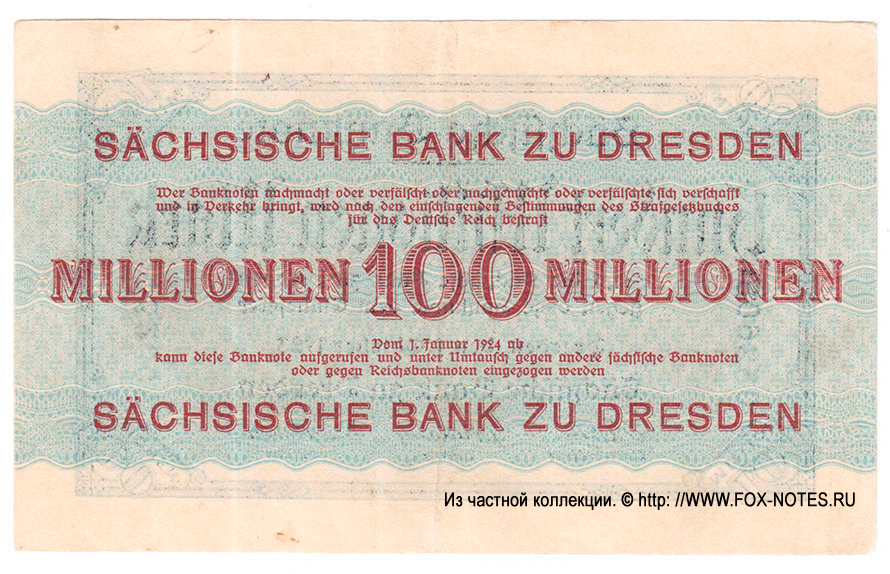 SÄCHSISCHE BANK ZU DRESDEN
Wer Banknoten nachmacht oder verfälscht oder nachgemachte oder verfälschte sich verschafft
und in Verkehr bringt, wird nach den einschlagenden Bestimmungen des Strafgesetzbuches
für das Deutsche Reich bestraft
MILLIONEN 100 MILLIONEN
Vom 1. Januar 1924 ab
kann diese Banknote aufgerufen und unter Umtausch gegen andere sächsische Banknoten
oder gegen Reichsbanknoten eingezogen werden
SÄCHSISCHE BANK ZU DRESDEN
Из частной коллекции. © http: //WWW.FOX-NOTES.RU